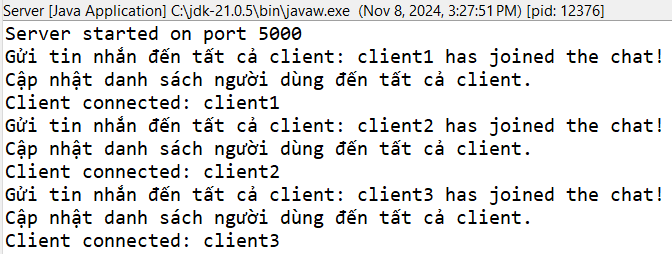 Server [Java Application] C:\jdk-21.0.5\bin\javaw.exe (Nov 8, 2024, 3:27:51 PM) [pid: 12376]
Server started on port 5000
Gửi tin nhắn đến tất cả client: client1 has joined the chat!
Cập nhật danh sách người dùng đến tất cả client.
Client connected: client1
Gửi tin nhắn đến tất cả client: client2 has joined the chat!
Cập nhật danh sách người dùng đến tất cả client.
Client connected: client2
Gửi tin nhắn đến tất cả client: client3 has joined the chat!
Cập nhật danh sách người dùng đến tất cả client.
Client connected: client3